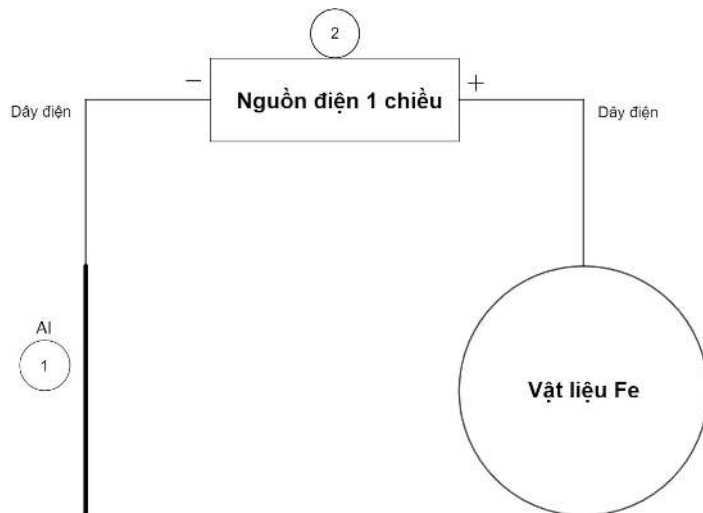 2
− Nguồn điện 1 chiều +
Dây điện
Dây điện
Al
1
Vật liệu Fe